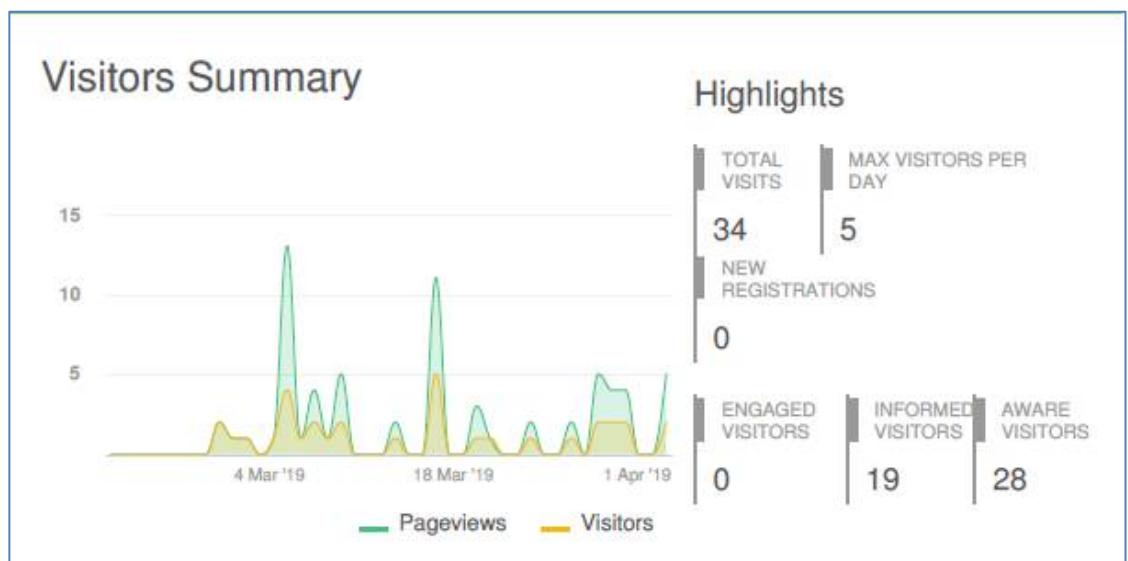 Visitors Summary
15
10
5
4 Mar '19
18 Mar '19
1 Apr '19
Pageviews
Visitors
Highlights
TOTAL
VISITS
34
MAX VISITORS PER
DAY
5
NEW
REGISTRATIONS
0
ENGAGED
VISITORS
0
INFORMED
VISITORS
19
AWARE
VISITORS
28